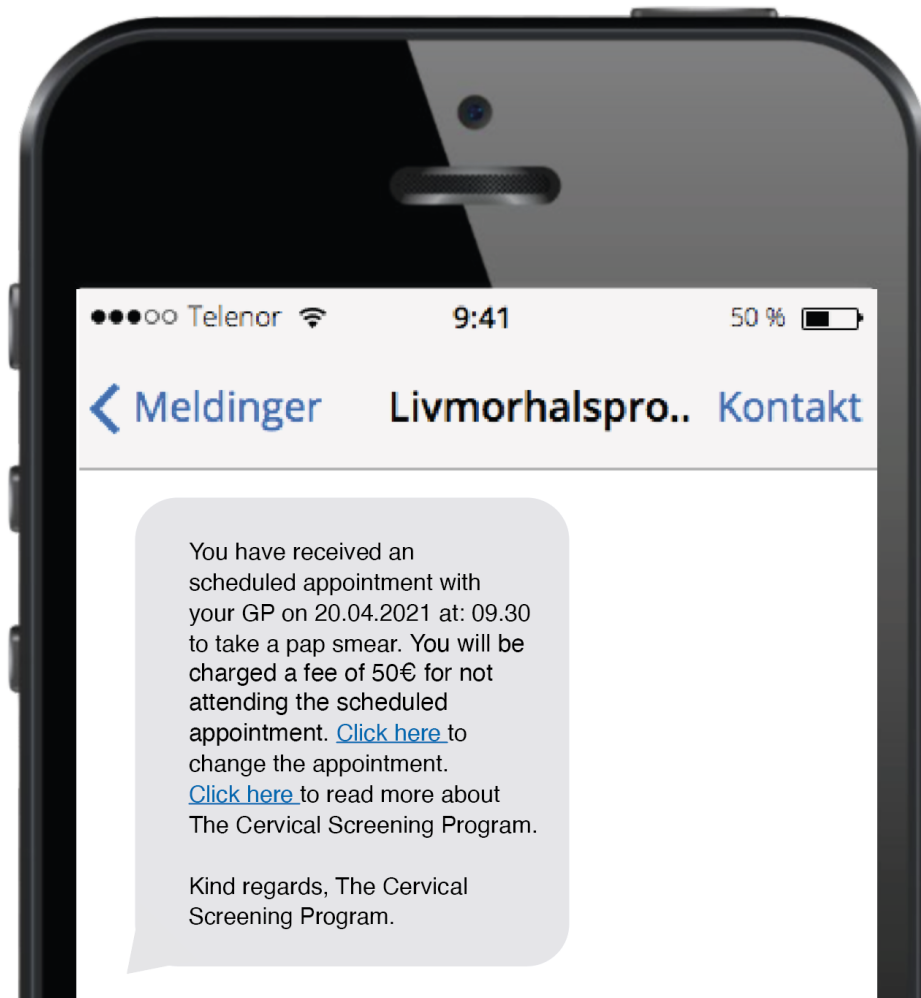 Telenor 9:41 50 %
Meldinger Livmorhalspro.. Kontakt
You have received an
scheduled appointment with
your GP on 20.04.2021 at: 09.30
to take a pap smear. You will be
charged a fee of 50€ for not
attending the scheduled
appointment. Click here to
change the appointment.
Click here to read more about
The Cervical Screening Program.
Kind regards, The Cervical
Screening Program.